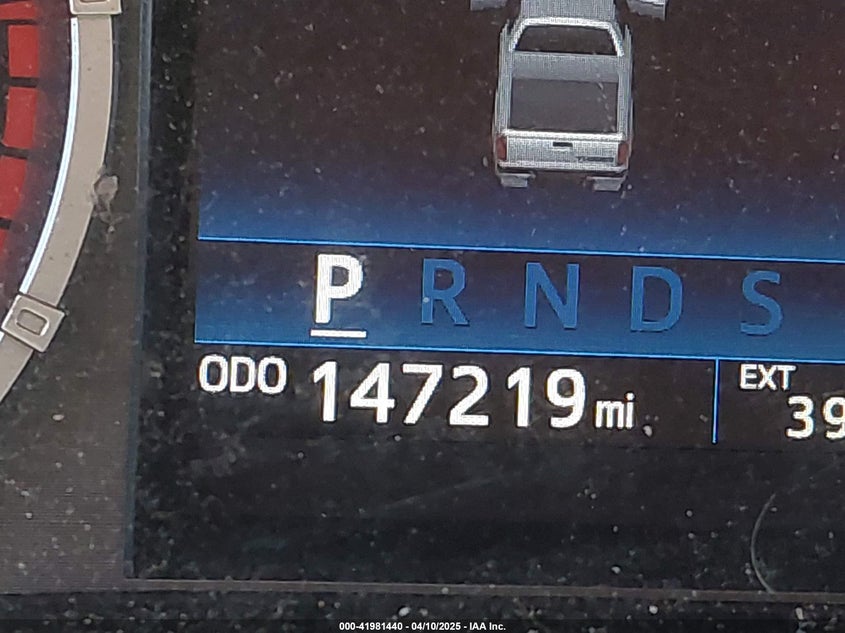 P R N D S
ODO 147219 mi
EXT
39
000-41981440 - 04/10/2025 - IAA Inc.